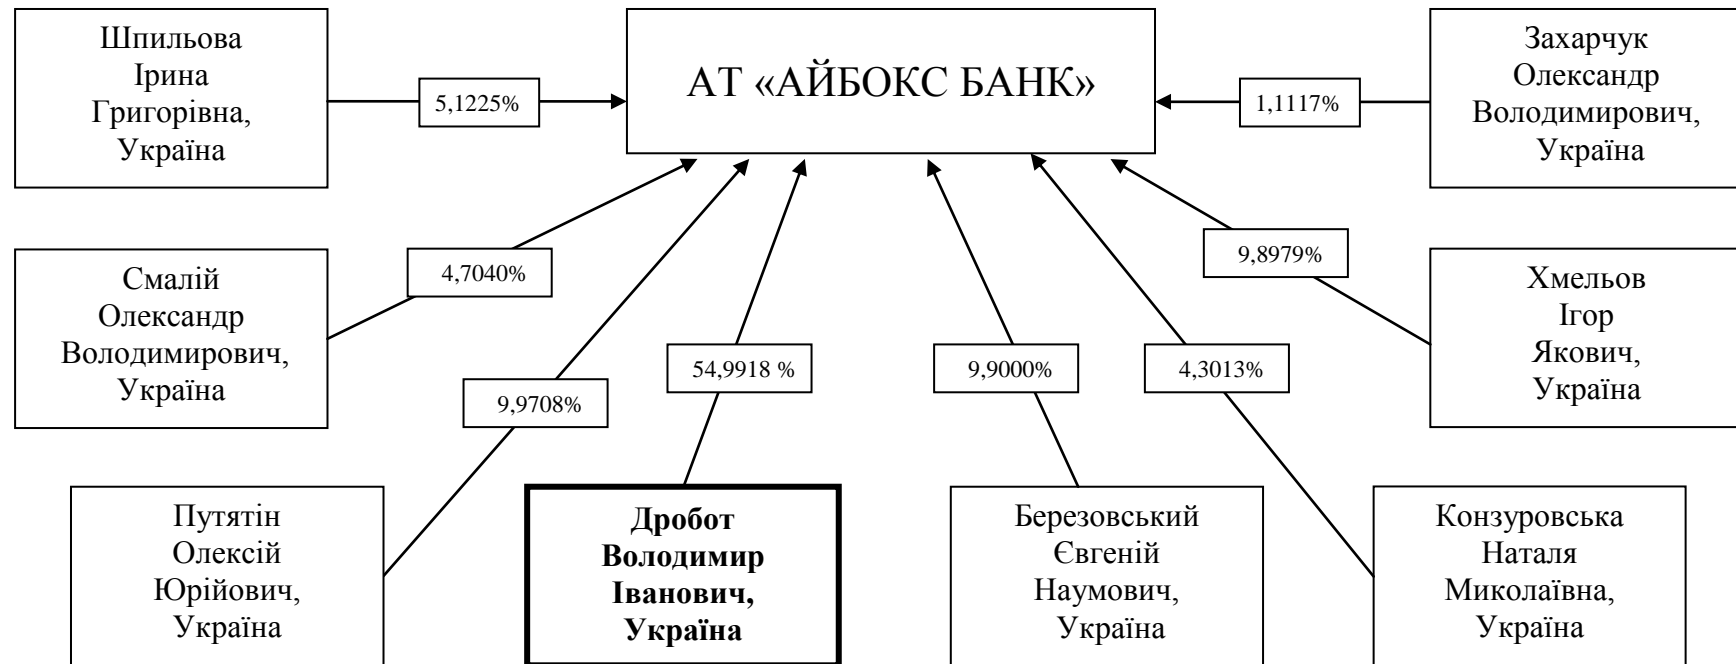 Шпильова
Ірина
Григорівна,
Україна
5,1225%
АТ «АЙБОКС БАНК»
1,1117%
Захарчук
Олександр
Володимирович,
Україна
Смалій
Олександр
Володимирович,
Україна
4,7040%
9,8979%
Хмельов
Ігор
Якович,
Україна
9,9708%
54,9918 %
9,9000%
4,3013%
Путятін
Олексій
Юрійович,
Україна
Дробот
Володимир
Іванович,
Україна
Березовський
Євгеній
Наумович,
Україна
Конзуровська
Наталя
Миколаївна,
Україна